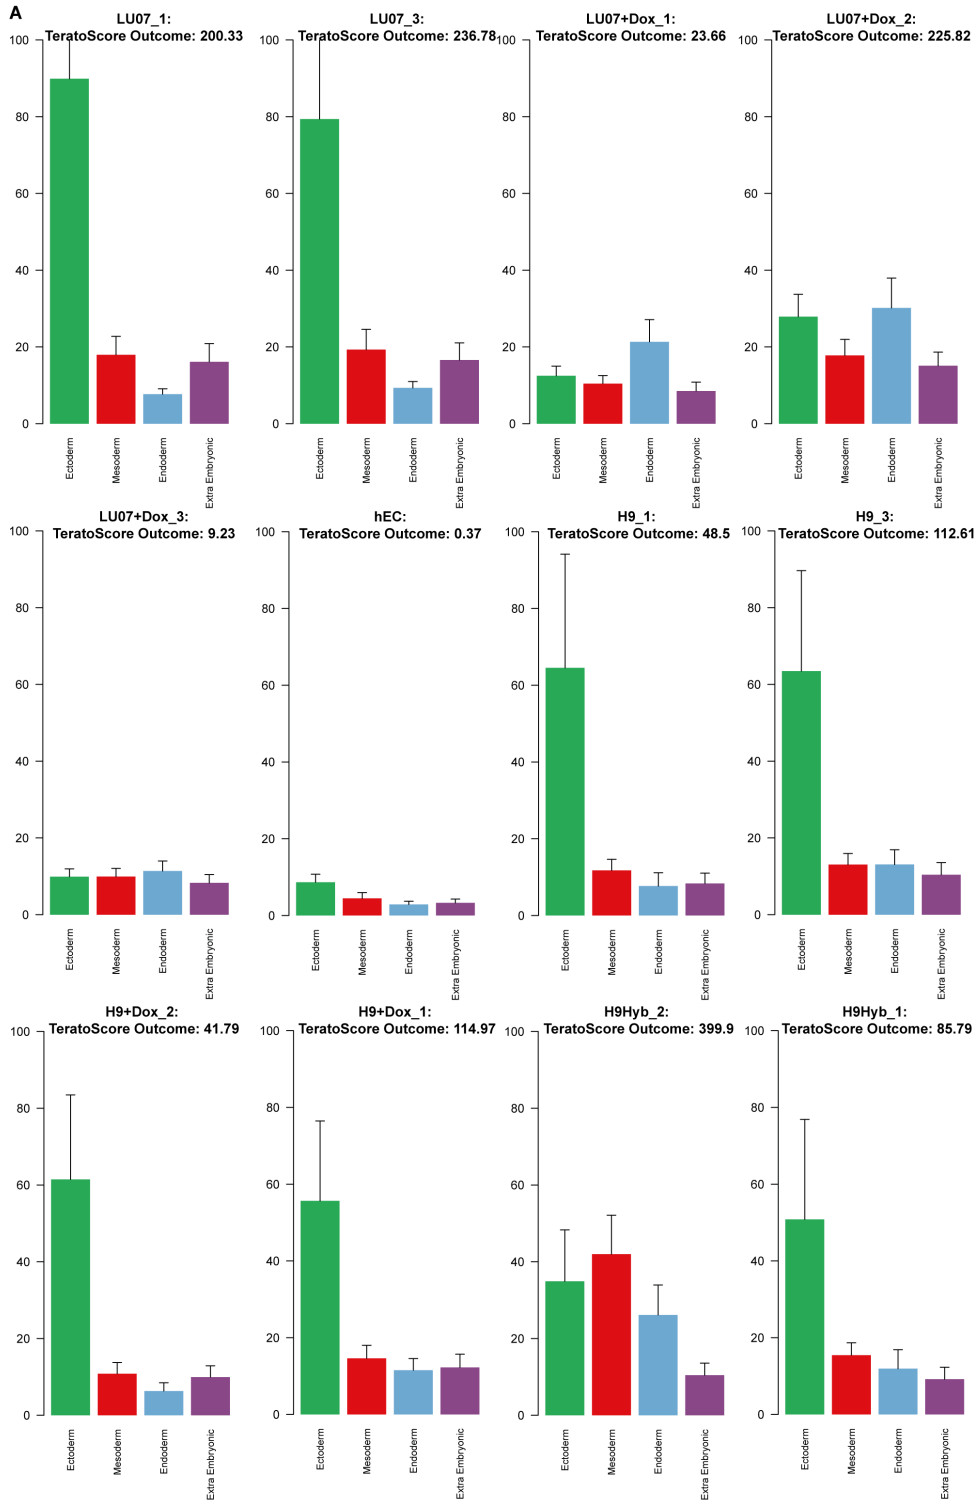 A
LU07_1:
TeratoScore Outcome: 200.33
100
80
60
40
20
0
Ectoderm
Mesoderm
Endoderm
Extra Embryonic
LU07_3:
TeratoScore Outcome: 236.78
100
80
60
40
20
0
Ectoderm
Mesoderm
Endoderm
Extra Embryonic
LU07+Dox_1:
TeratoScore Outcome: 23.66
100
80
60
40
20
0
Ectoderm
Mesoderm
Endoderm
Extra Embryonic
LU07+Dox_2:
TeratoScore Outcome: 225.82
100
80
60
40
20
0
Ectoderm
Mesoderm
Endoderm
Extra Embryonic
LU07+Dox_3:
TeratoScore Outcome: 9.23
100
80
60
40
20
0
Ectoderm
Mesoderm
Endoderm
Extra Embryonic
hEC:
TeratoScore Outcome: 0.37
100
80
60
40
20
0
Ectoderm
Mesoderm
Endoderm
Extra Embryonic
H9_1:
TeratoScore Outcome: 48.5
100
80
60
40
20
0
Ectoderm
Mesoderm
Endoderm
Extra Embryonic
H9_3:
TeratoScore Outcome: 112.61
100
80
60
40
20
0
Ectoderm
Mesoderm
Endoderm
Extra Embryonic
H9+Dox_2:
TeratoScore Outcome: 41.79
100
80
60
40
20
0
Ectoderm
Mesoderm
Endoderm
Extra Embryonic
H9+Dox_1:
TeratoScore Outcome: 114.97
100
80
60
40
20
0
Ectoderm
Mesoderm
Endoderm
Extra Embryonic
H9Hyb_2:
TeratoScore Outcome: 399.9
100
80
60
40
20
0
Ectoderm
Mesoderm
Endoderm
Extra Embryonic
H9Hyb_1:
TeratoScore Outcome: 85.79
100
80
60
40
20
0
Ectoderm
Mesoderm
Endoderm
Extra Embryonic